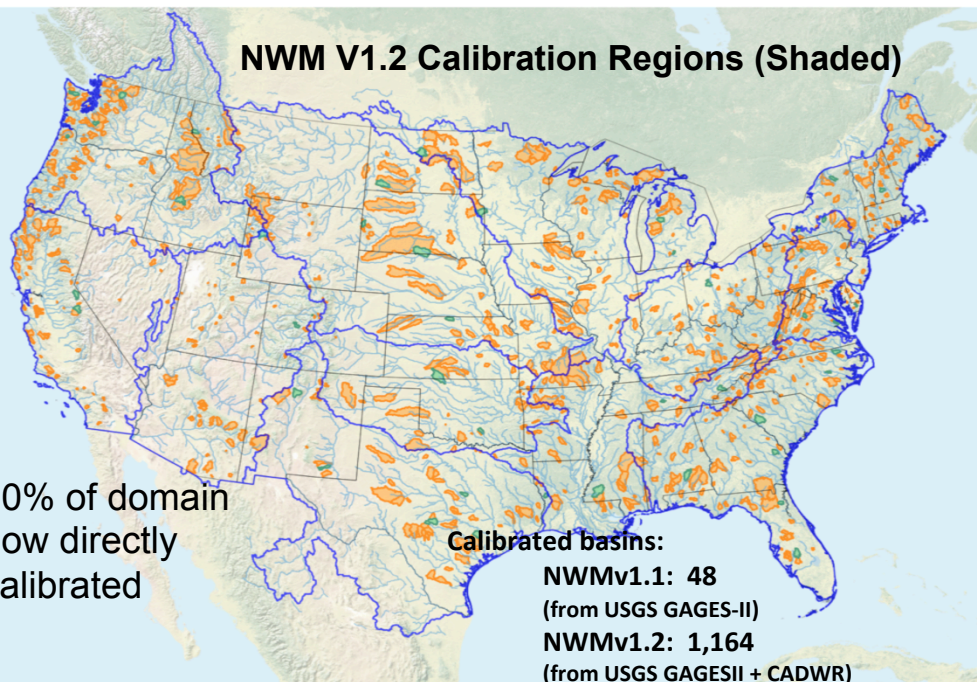 NWM V1.2 Calibration Regions (Shaded)
0% of domain
ow directly
alibrated
Calibrated basins:
NWMv1.1: 48
(from USGS GAGES-II)
NWMv1.2: 1,164
(from USGS GAGESII + CADWR)